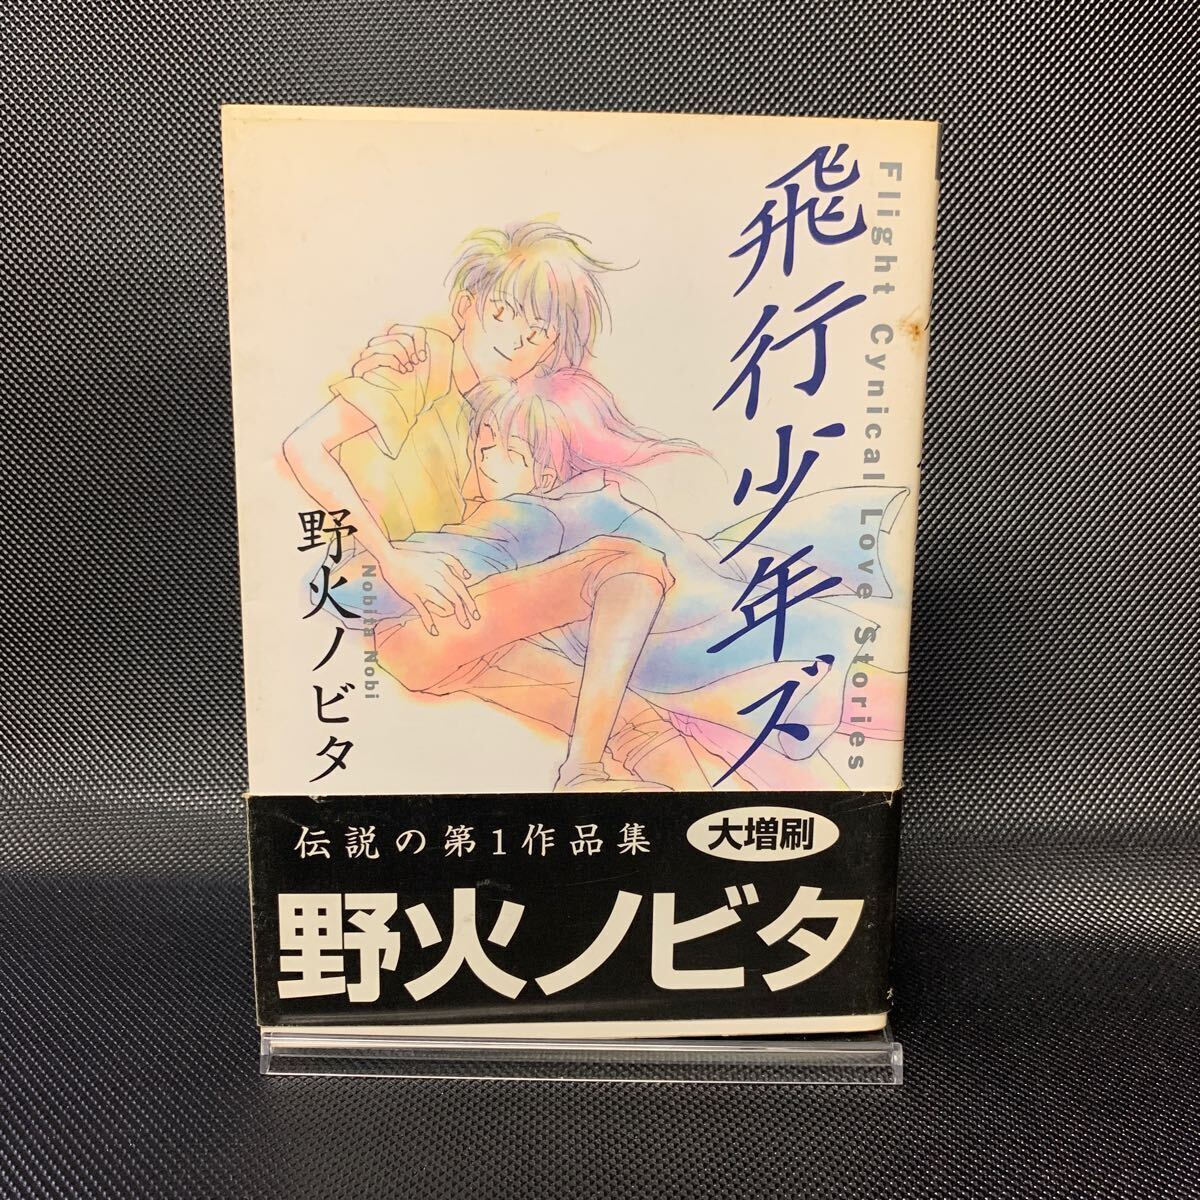 飛行少年ズ
Flight Cynical Love Stories
野火ノビタ
Nobita Nobi
伝説の第1作品集
大増刷
野火ノビタ